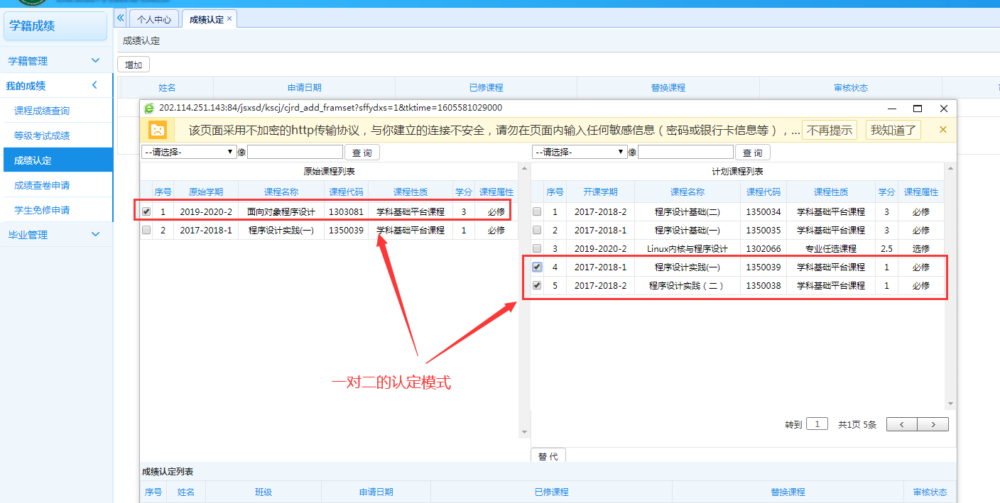 学籍成绩
学籍管理
我的成绩
课程成绩查询
等级考试成绩
成绩认定
成绩查卷申请
学生免修申请
毕业管理
个人中心 成绩认定 ×
成绩认定
增加
姓名 申请日期 已修课程 替换课程 审核状态
202.114.251.143:84/jsxsd/kscj/cjrd_add_framset?sffydxs=1&tktime=1605581029000
该页面采用不加密的http传输协议，与你建立的连接不安全，请勿在页面内输入任何敏感信息（密码或银行卡信息等），... 不再提示 我知道了
--请选择- 像 查 询
原始课程列表
序号 原始学期 课程名称 课程代码 课程性质 学分 课程属性
1 2019-2020-2 面向对象程序设计 1303081 学科基础平台课程 3 必修
2 2017-2018-1 程序设计实践(一) 1350039 学科基础平台课程 1 必修
--请选择- 像 查 询
计划课程列表
序号 开课学期 课程名称 课程代码 课程性质 学分 课程属性
1 2017-2018-2 程序设计基础(二) 1350034 学科基础平台课程 3 必修
2 2017-2018-1 程序设计基础(一) 1350035 学科基础平台课程 3 必修
3 2019-2020-2 Linux内核与程序设计 1302066 专业任选课程 2.5 选修
4 2017-2018-1 程序设计实践(一) 1350039 学科基础平台课程 1 必修
5 2017-2018-2 程序设计实践（二） 1350038 学科基础平台课程 1 必修
一对二的认定模式
转到 1 共1页 5条 < >
替 代
成绩认定列表
序号 姓名 班级 申请日期 已修课程 替换课程 审核状态